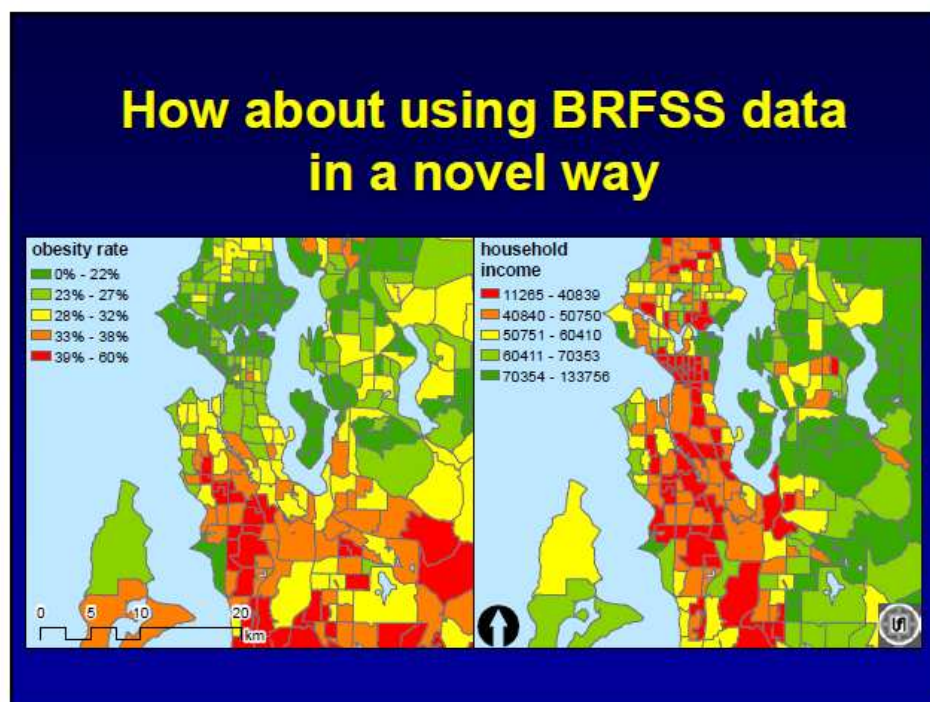 How about using BRFSS data
in a novel way
obesity rate
0% - 22%
23% - 27%
28% - 32%
33% - 38%
39% - 60%
0 5 10 20
km
household
income
11265 - 40839
40840 - 50750
50751 - 60410
60411 - 70353
70354 - 133756